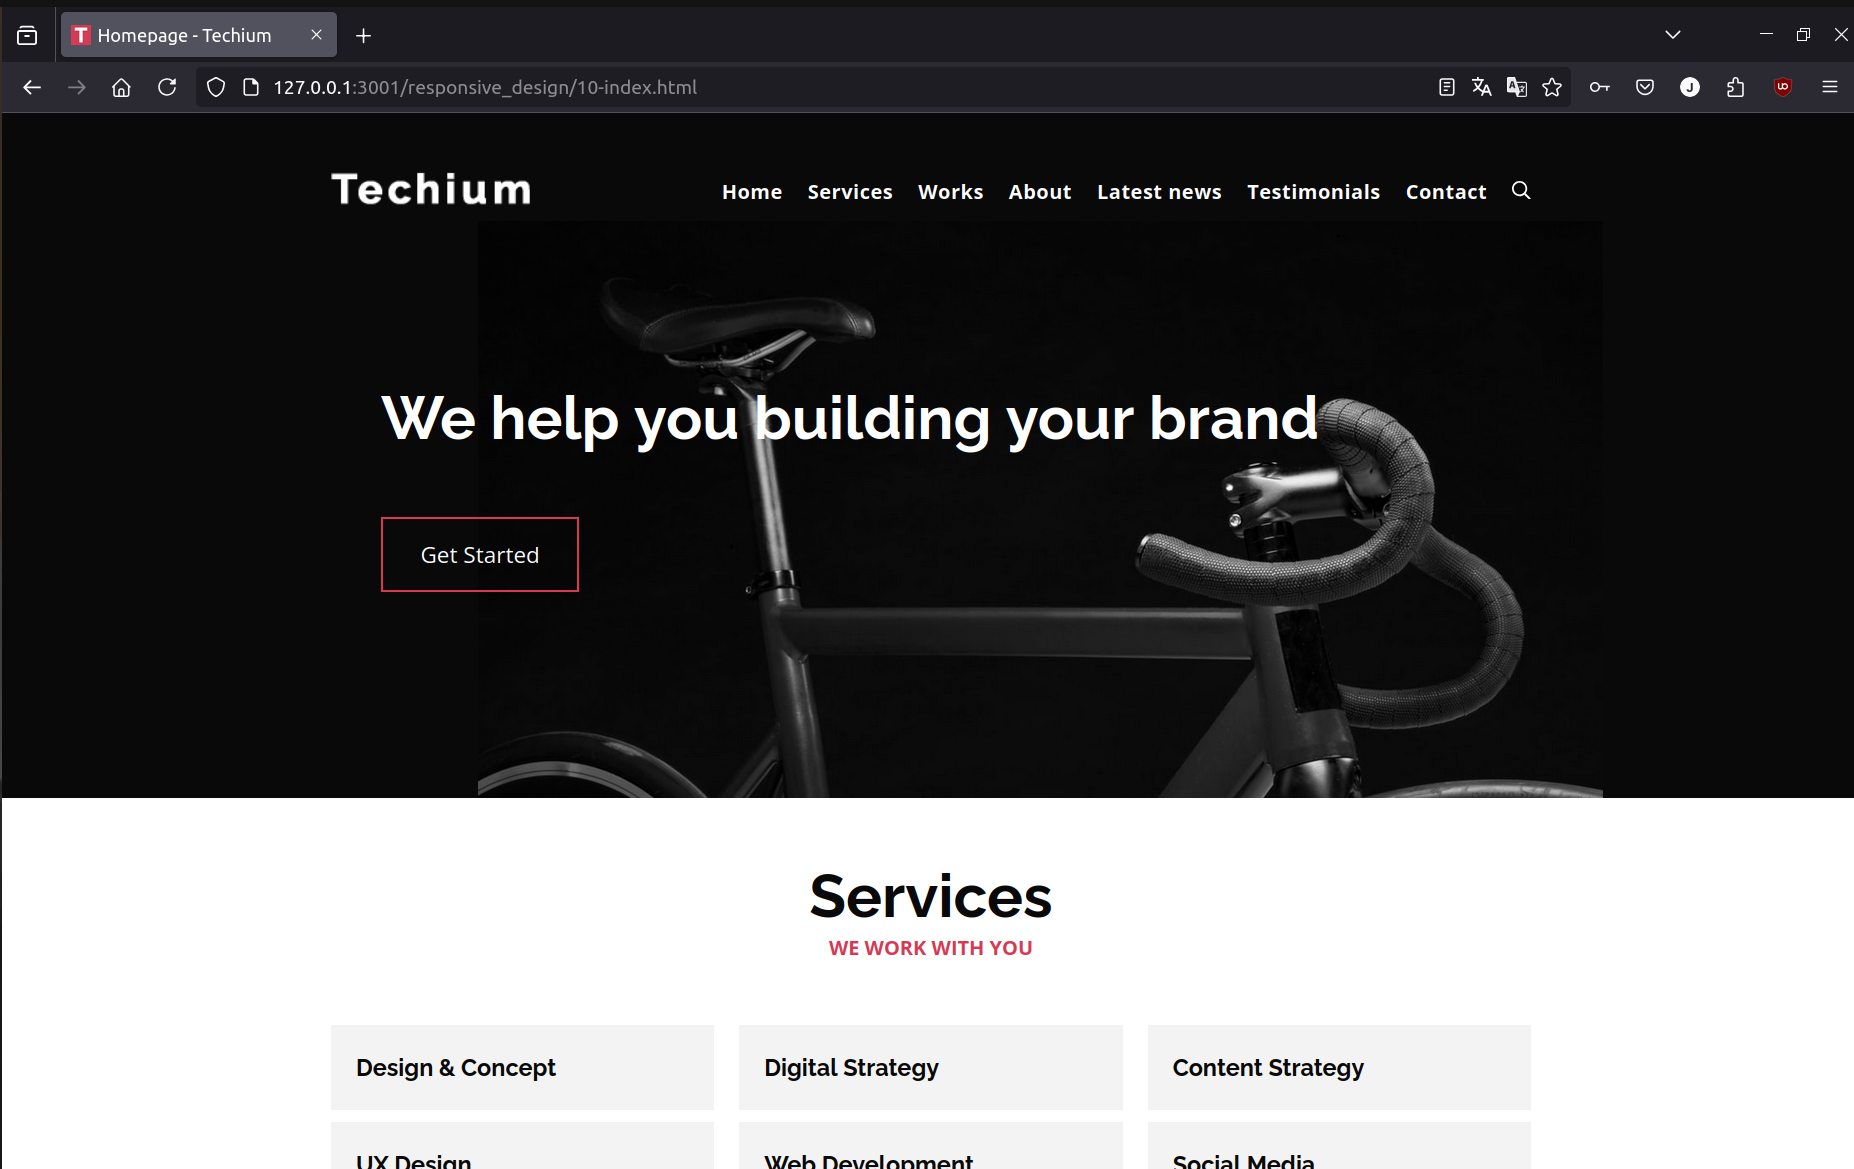 T Homepage - Techium
127.0.0.1:3001/responsive_design/10-index.html
J
Techium
Home Services Works About Latest news Testimonials Contact
We help you building your brand
Get Started
Services
WE WORK WITH YOU
Design & Concept Digital Strategy Content Strategy
UX Design Web Development Social Media